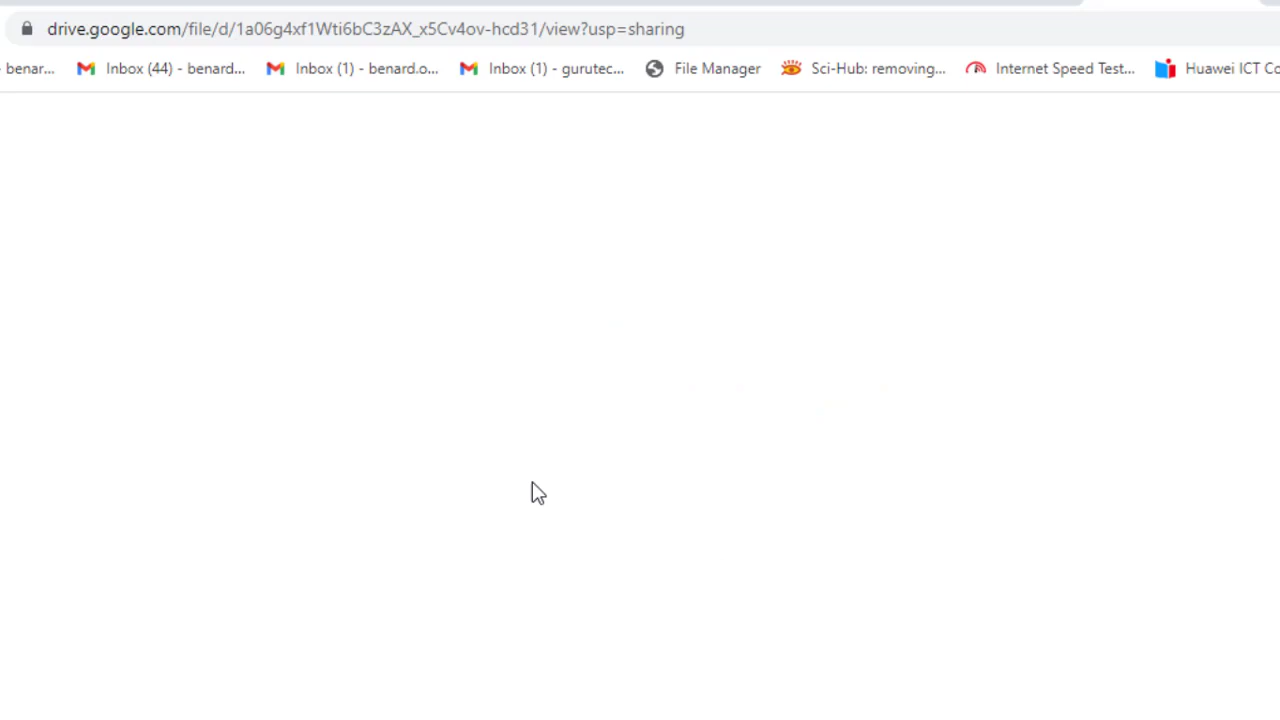 drive.google.com/file/d/1a06g4xf1Wti6bC3zAX_x5Cv4ov-hcd31/view?usp=sharing
- benar... Inbox (44) - benard... Inbox (1) - benard.o... Inbox (1) - gurutec... File Manager Sci-Hub: removing... Internet Speed Test... Huawei ICT Co